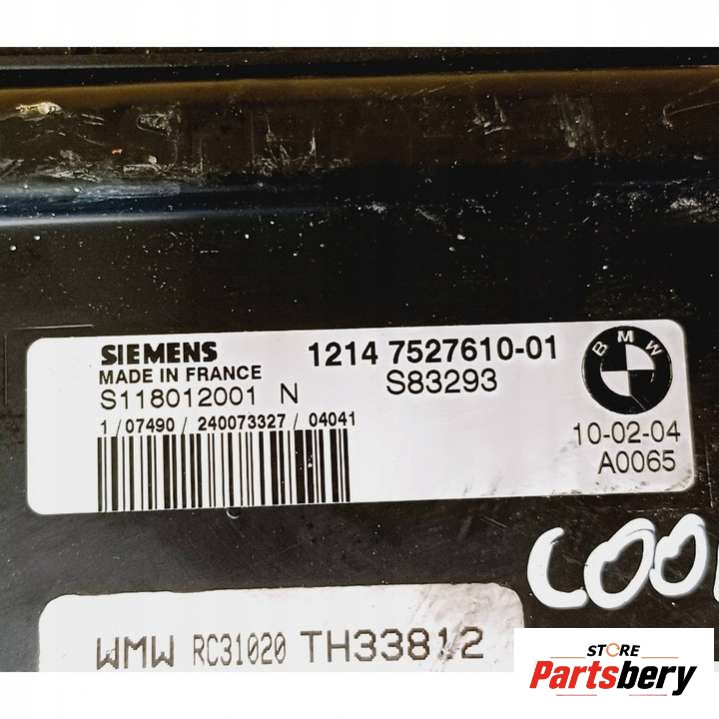 SIEMENS 1214 7527610-01
MADE IN FRANCE S83293
S118012001 N
1/07490/240073327/04041
BMW
10-02-04
A0065
WMW RC31020 TH33812
STORE
Partsbery